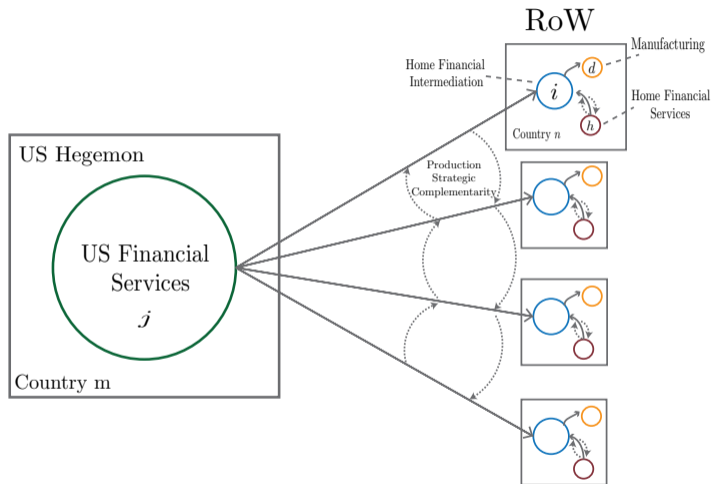 RoW
Manufacturing
Home Financial
Intermediation
d
i
Home Financial
Services
h
Country n
US Hegemon
Production
Strategic
Complementarity
US Financial
Services
j
Country m